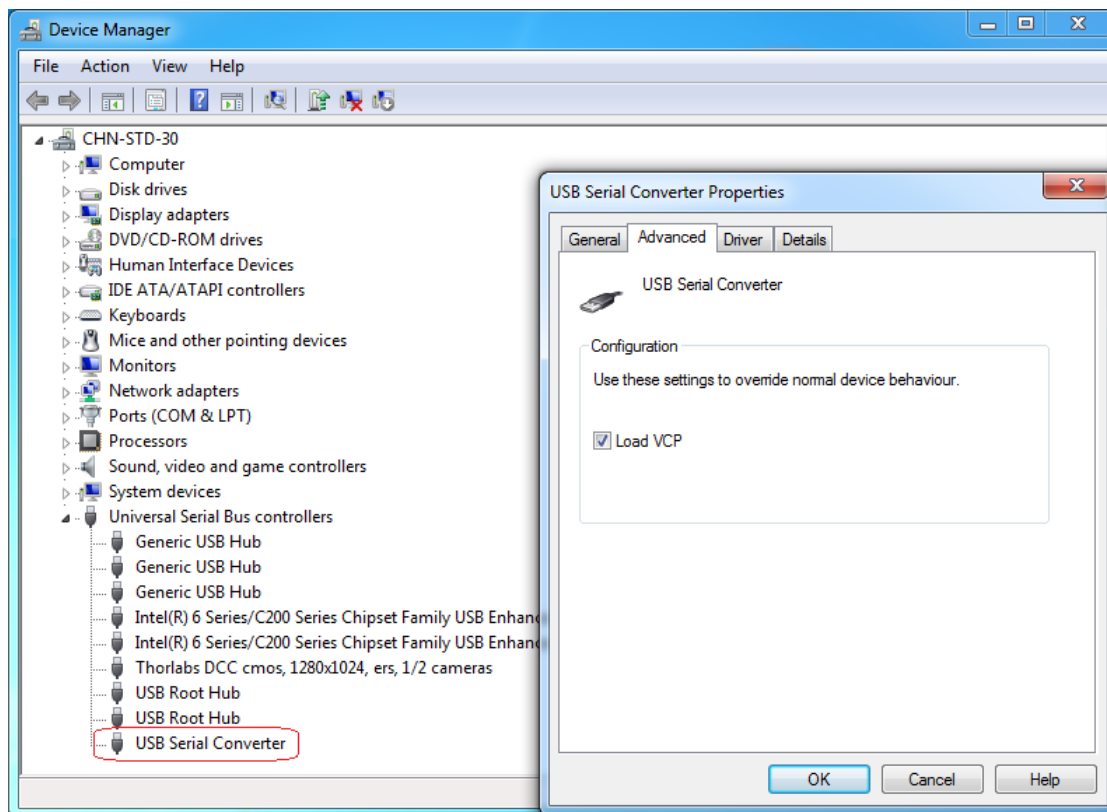 Device Manager
File Action View Help
CHN-STD-30
Computer
Disk drives
Display adapters
DVD/CD-ROM drives
Human Interface Devices
IDE ATA/ATAPI controllers
Keyboards
Mice and other pointing devices
Monitors
Network adapters
Ports (COM & LPT)
Processors
Sound, video and game controllers
System devices
Universal Serial Bus controllers
Generic USB Hub
Generic USB Hub
Generic USB Hub
Intel(R) 6 Series/C200 Series Chipset Family USB Enhanc
Intel(R) 6 Series/C200 Series Chipset Family USB Enhanc
Thorlabs DCC cmos, 1280x1024, ers, 1/2 cameras
USB Root Hub
USB Root Hub
USB Serial Converter
USB Serial Converter Properties
General Advanced Driver Details
USB Serial Converter
Configuration
Use these settings to override normal device behaviour.
Load VCP
OK Cancel Help